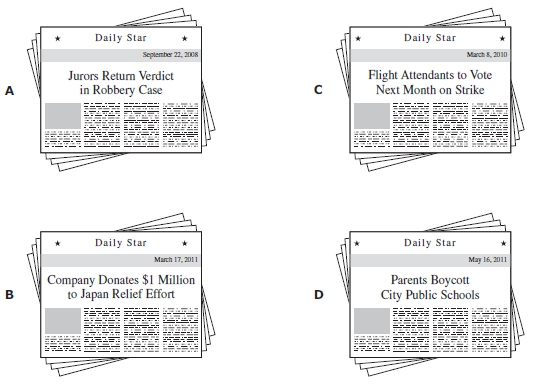 A
★ Daily Star ★
September 22, 2008
Jurors Return Verdict
in Robbery Case
C
★ Daily Star ★
March 8, 2010
Flight Attendants to Vote
Next Month on Strike
B
★ Daily Star ★
March 17, 2011
Company Donates $1 Million
to Japan Relief Effort
D
★ Daily Star ★
May 16, 2011
Parents Boycott
City Public Schools